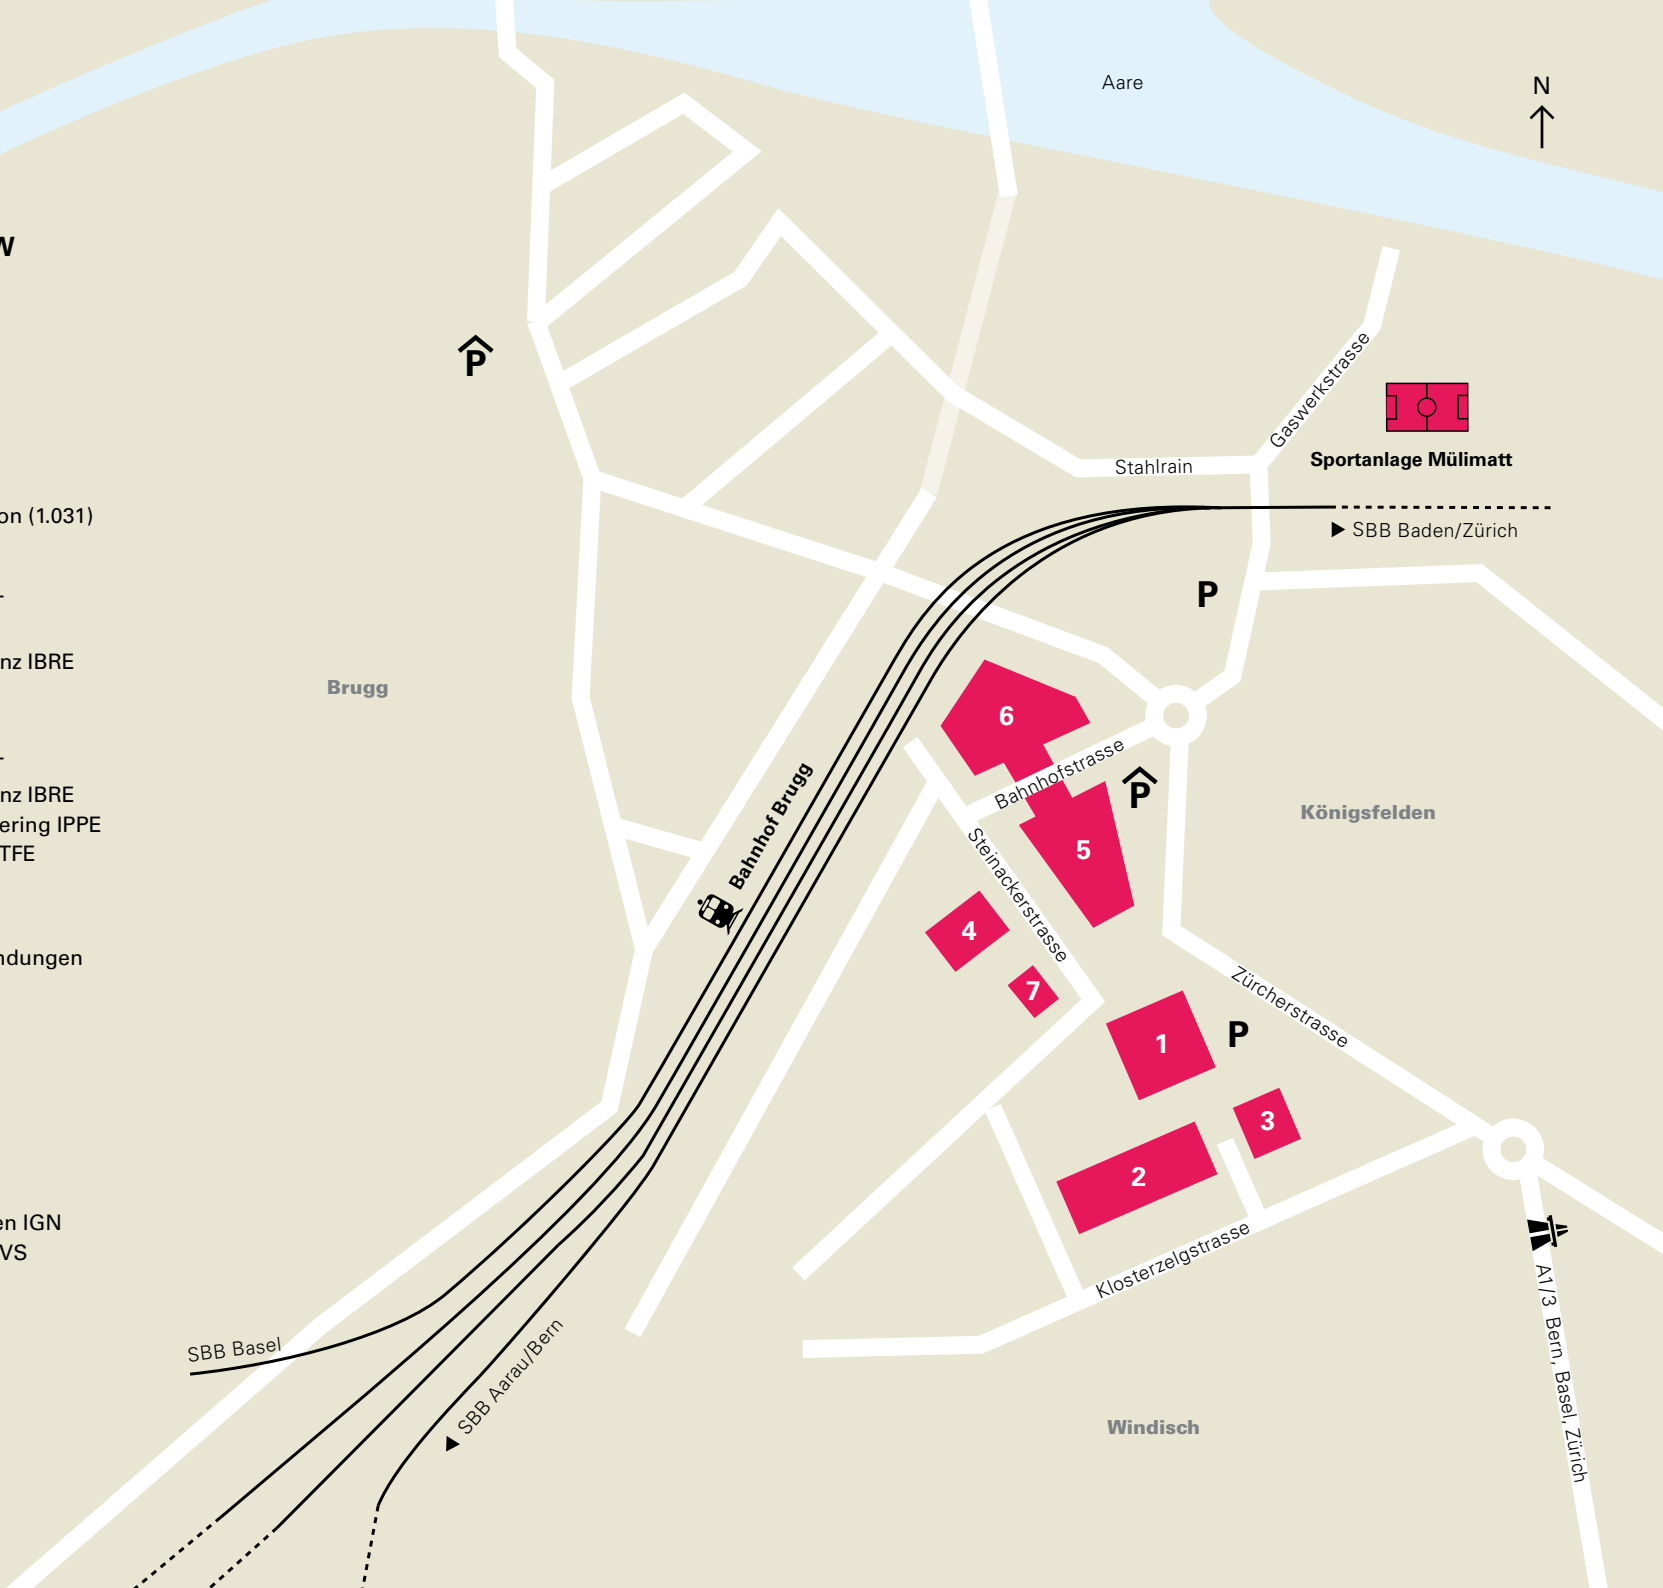 Aare
N
W
P
Gaswerkstrasse
Sportanlage Mülimatt
Stahlrain
on (1.031)
SBB Baden/Zürich
-
P
nz IBRE
Brugg
6
Bahnhofstrasse
-
nz IBRE
ering IPPE
TFE
Bahnhof Brugg
P
Königsfelden
5
Steinackerstrasse
4
ndungen
7
Zürcherstrasse
1
P
3
2
en IGN
VS
Klosterzelgstrasse
A1/3 Bern, Basel, Zürich
SBB Basel
SBB Aarau/Bern
Windisch